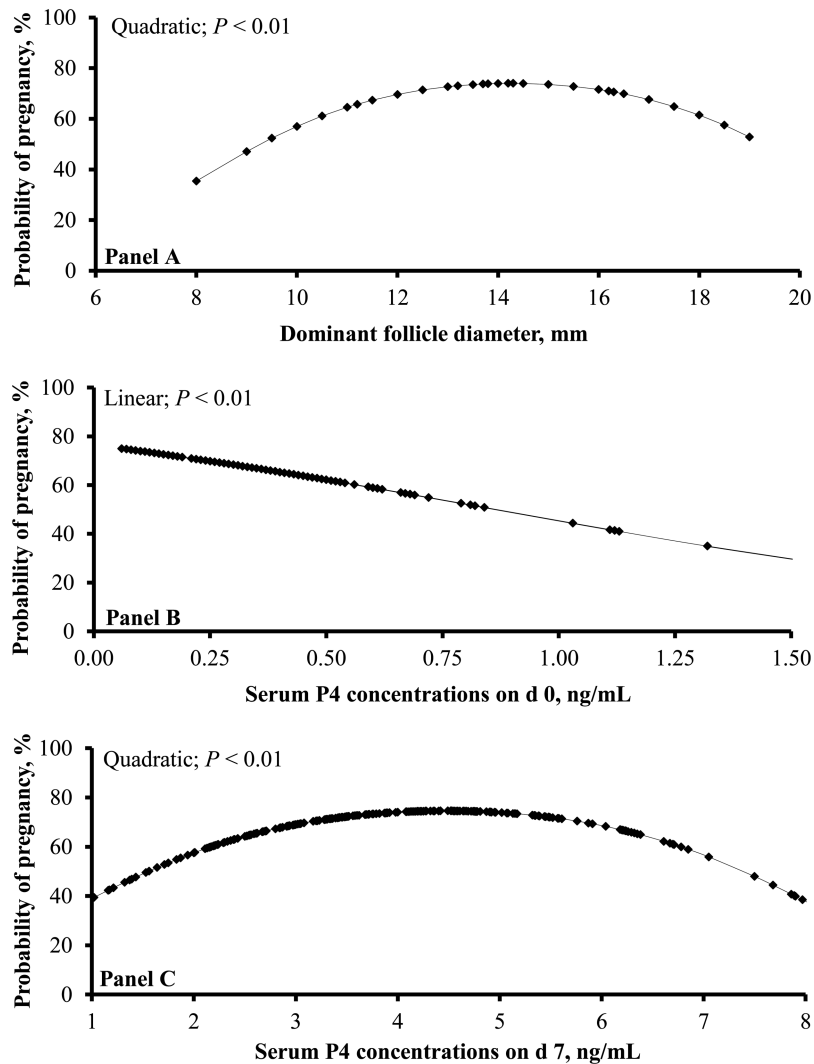 Probability of pregnancy, %
100
80
60
40
20
0
Quadratic; P < 0.01
Panel A
6 8 10 12 14 16 18 20
Dominant follicle diameter, mm
Probability of pregnancy, %
100
80
60
40
20
0
Linear; P < 0.01
Panel B
0.00 0.25 0.50 0.75 1.00 1.25 1.50
Serum P4 concentrations on d 0, ng/mL
Probability of pregnancy, %
100
80
60
40
20
0
Quadratic; P < 0.01
Panel C
1 2 3 4 5 6 7 8
Serum P4 concentrations on d 7, ng/mL